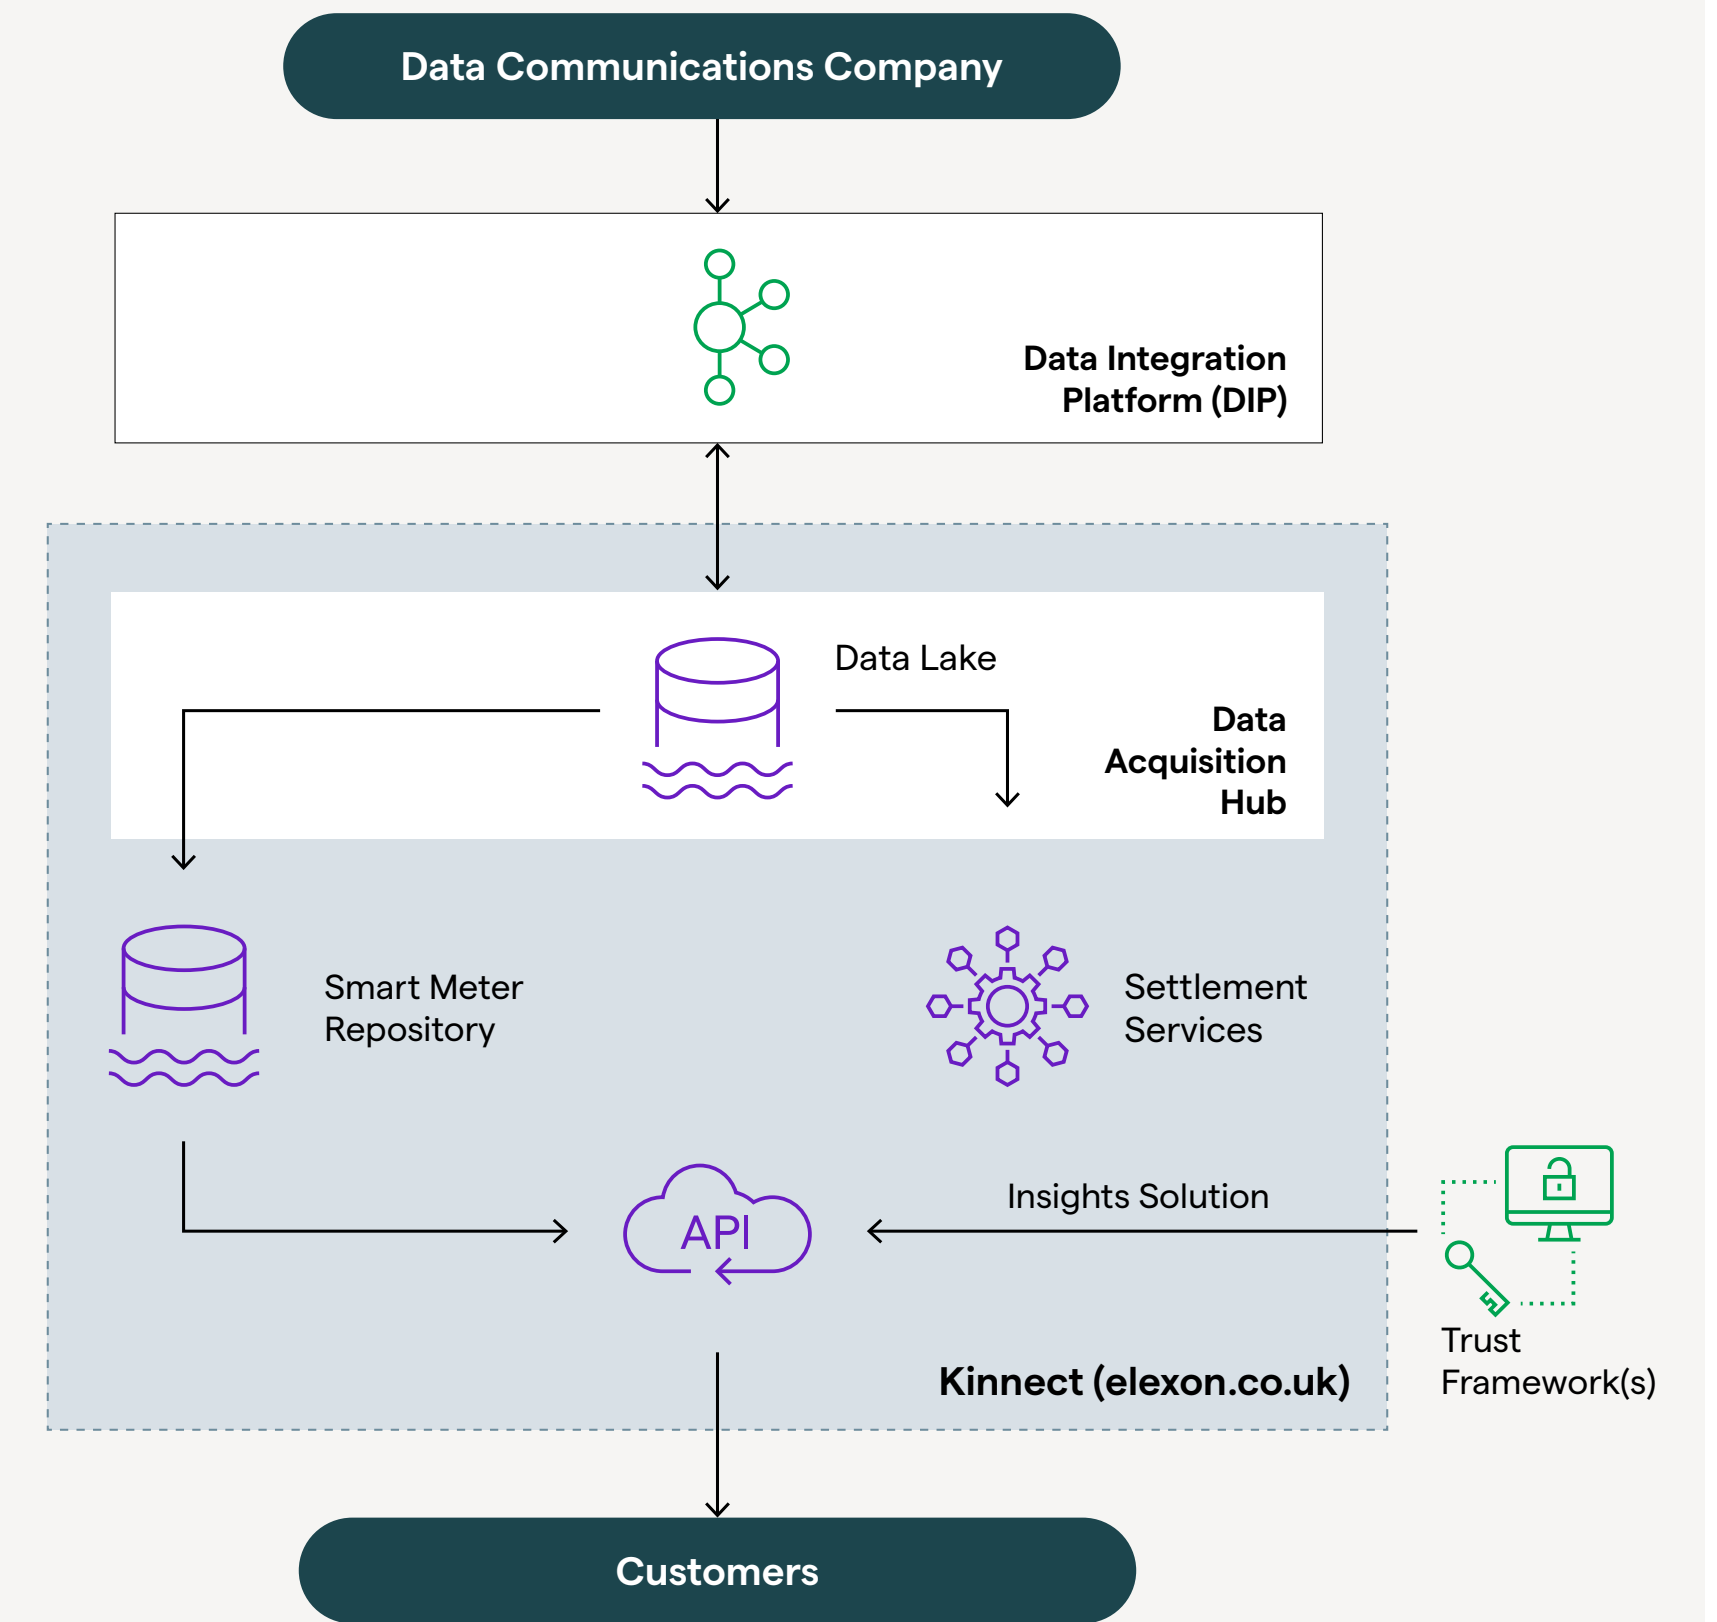 Data Communications Company
Data Integration
Platform (DIP)
Data Lake
Data
Acquisition
Hub
Smart Meter
Repository
Settlement
Services
API
Insights Solution
Trust
Framework(s)
Kinnect (elexon.co.uk)
Customers